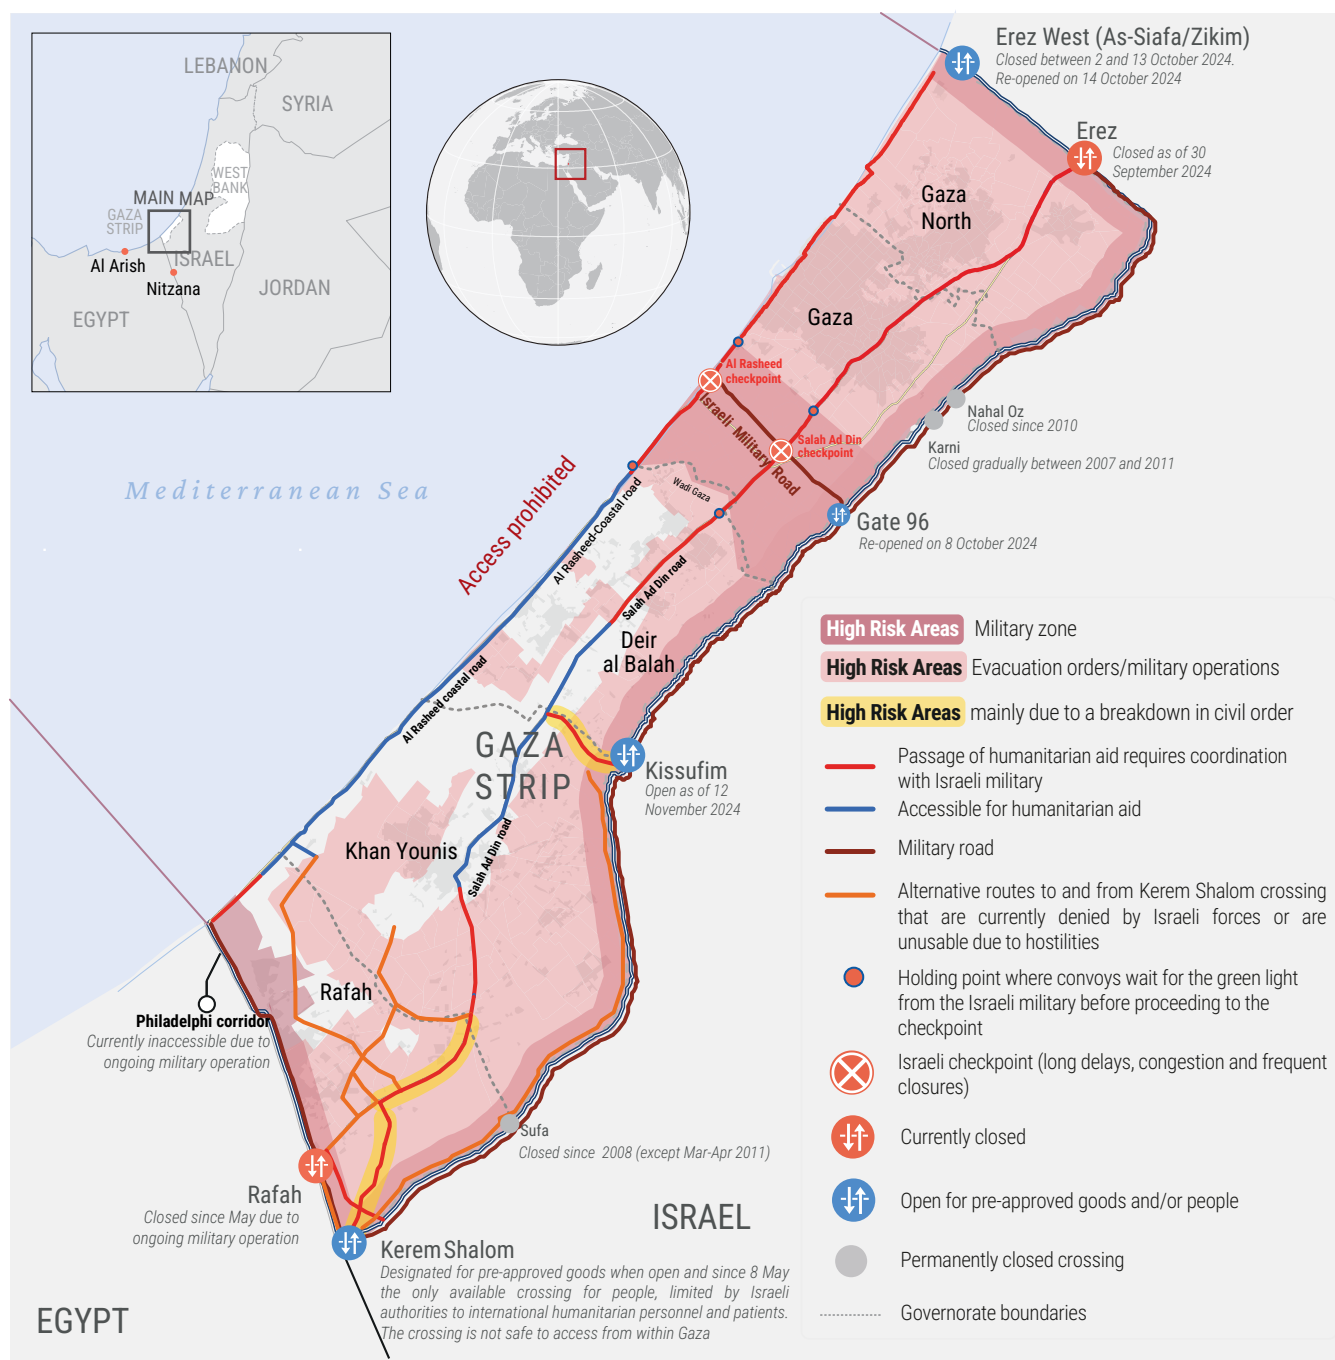 LEBANON
SYRIA
WEST
BANK
MAIN MAP
GAZA
STRIP
ISRAEL
Al Arish
Nitzana
JORDAN
EGYPT
Erez West (As-Siafa/Zikim)
Closed between 2 and 13 October 2024.
Re-opened on 14 October 2024
Erez
Closed as of 30
September 2024
Gaza
North
Gaza
Al Rasheed
checkpoint
Israeli Military Road
Salah Ad Din
checkpoint
Nahal Oz
Closed since 2010
Karni
Closed gradually between 2007 and 2011
Mediterranean Sea
Access prohibited
Wadi Gaza
Al Rasheed-Coastal road
Gate 96
Re-opened on 8 October 2024
Salah Ad Din road
Deir
al Balah
Al Rasheed coastal road
GAZA
STRIP
Kissufim
Open as of 12
November 2024
Khan Younis
Salah Ad Din road
Rafah
Philadelphi corridor
Currently inaccessible due to
ongoing military operation
Sufa
Closed since 2008 (except Mar-Apr 2011)
Rafah
Closed since May due to
ongoing military operation
ISRAEL
Kerem Shalom
Designated for pre-approved goods when open and since 8 May
the only available crossing for people, limited by Israeli
authorities to international humanitarian personnel and patients.
The crossing is not safe to access from within Gaza
EGYPT
High Risk Areas Military zone
High Risk Areas Evacuation orders/military operations
High Risk Areas mainly due to a breakdown in civil order
Passage of humanitarian aid requires coordination
with Israeli military
Accessible for humanitarian aid
Military road
Alternative routes to and from Kerem Shalom crossing
that are currently denied by Israeli forces or are
unusable due to hostilities
Holding point where convoys wait for the green light
from the Israeli military before proceeding to the
checkpoint
Israeli checkpoint (long delays, congestion and frequent
closures)
Currently closed
Open for pre-approved goods and/or people
Permanently closed crossing
Governorate boundaries